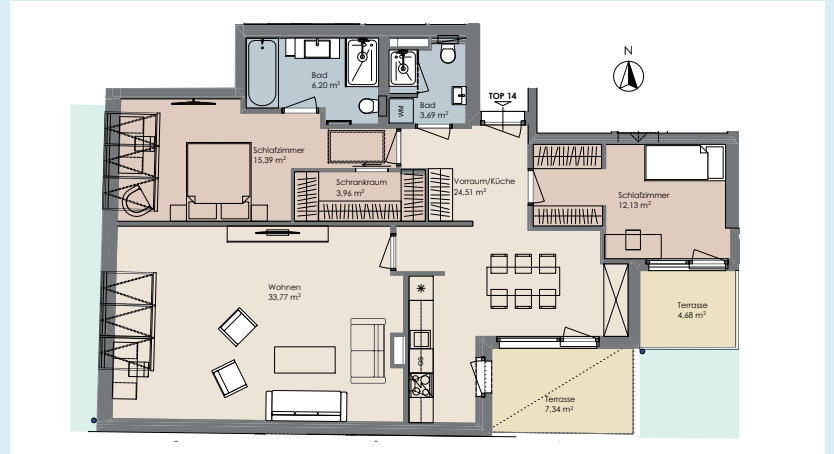 N
TOP 14
Bad
6,20 m²
Bad
3,69 m²
WM
Schlafzimmer
15,39 m²
Schrankraum
3,96 m²
Vorraum/Küche
24,51 m²
Schlafzimmer
12,13 m²
Wohnen
33,77 m²
Terrasse
4,68 m²
GS
Terrasse
7,34 m²